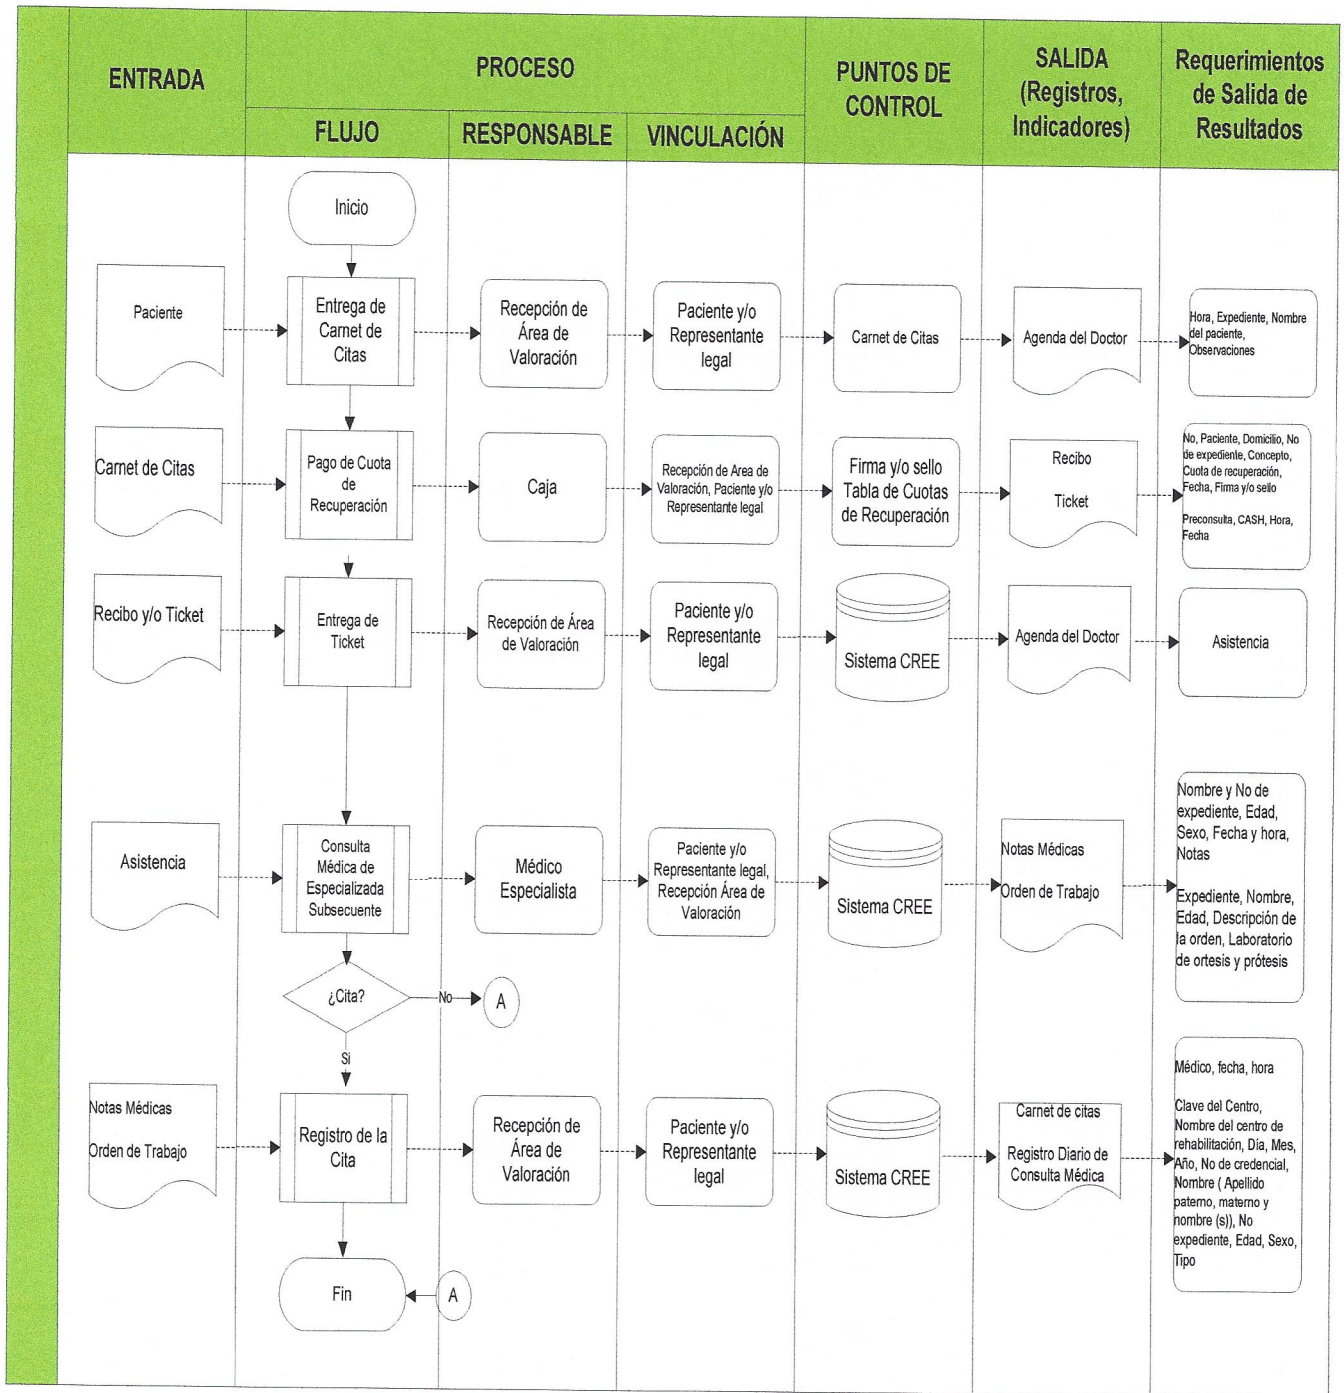 ENTRADA
PROCESO
PUNTOS DE
CONTROL
SALIDA
(Registros,
Indicadores)
Requerimientos
de Salida de
Resultados
FLUJO
RESPONSABLE
VINCULACIÓN
Inicio
Paciente
Entrega de
Carnet de
Citas
Recepción de
Área de
Valoración
Paciente y/o
Representante
legal
Carnet de Citas
Agenda del Doctor
Hora, Expediente, Nombre
del paciente,
Observaciones
Carnet de Citas
Pago de Cuota
de
Recuperación
Caja
Recepción de Area de
Valoración, Paciente y/o
Representante legal
Firma y/o sello
Tabla de Cuotas
de Recuperación
Recibo
Ticket
No, Paciente, Domicilio, No
de expediente, Concepto,
Cuota de recuperación,
Fecha, Firma y/o sello
Preconsulta, CASH, Hora,
Fecha
Recibo y/o Ticket
Entrega de
Ticket
Recepción de Área
de Valoración
Paciente y/o
Representante
legal
Sistema CREE
Agenda del Doctor
Asistencia
Asistencia
Consulta
Médica de
Especializada
Subsecuente
Médico
Especialista
Paciente y/o
Representante legal,
Recepción Área de
Valoración
Sistema CREE
Notas Médicas
Orden de Trabajo
Nombre y No de
expediente, Edad,
Sexo, Fecha y hora,
Notas
Expediente, Nombre,
Edad, Descripción de
la orden, Laboratorio
de ortesis y prótesis
¿Cita?
No
A
Si
Notas Médicas
Orden de Trabajo
Registro de la
Cita
Recepción de
Área de
Valoración
Paciente y/o
Representante
legal
Sistema CREE
Carnet de citas
Registro Diario de
Consulta Médica
Médico, fecha, hora
Clave del Centro,
Nombre del centro de
rehabilitación, Día, Mes,
Año, No de credencial,
Nombre ( Apellido
paterno, materno y
nombre (s)), No
expediente, Edad, Sexo,
Tipo
Fin
A